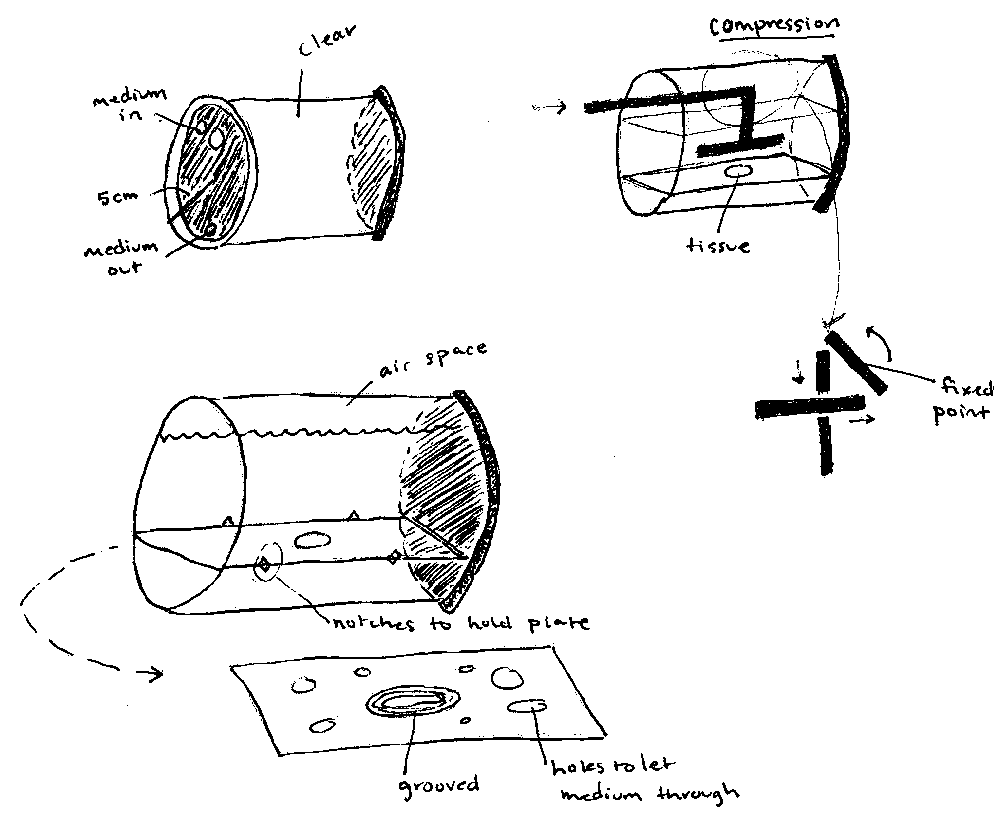 clear
medium
in
5cm
medium
out
compression
tissue
fixed
point
air space
notches to hold plate
grooved
holes to let
medium through